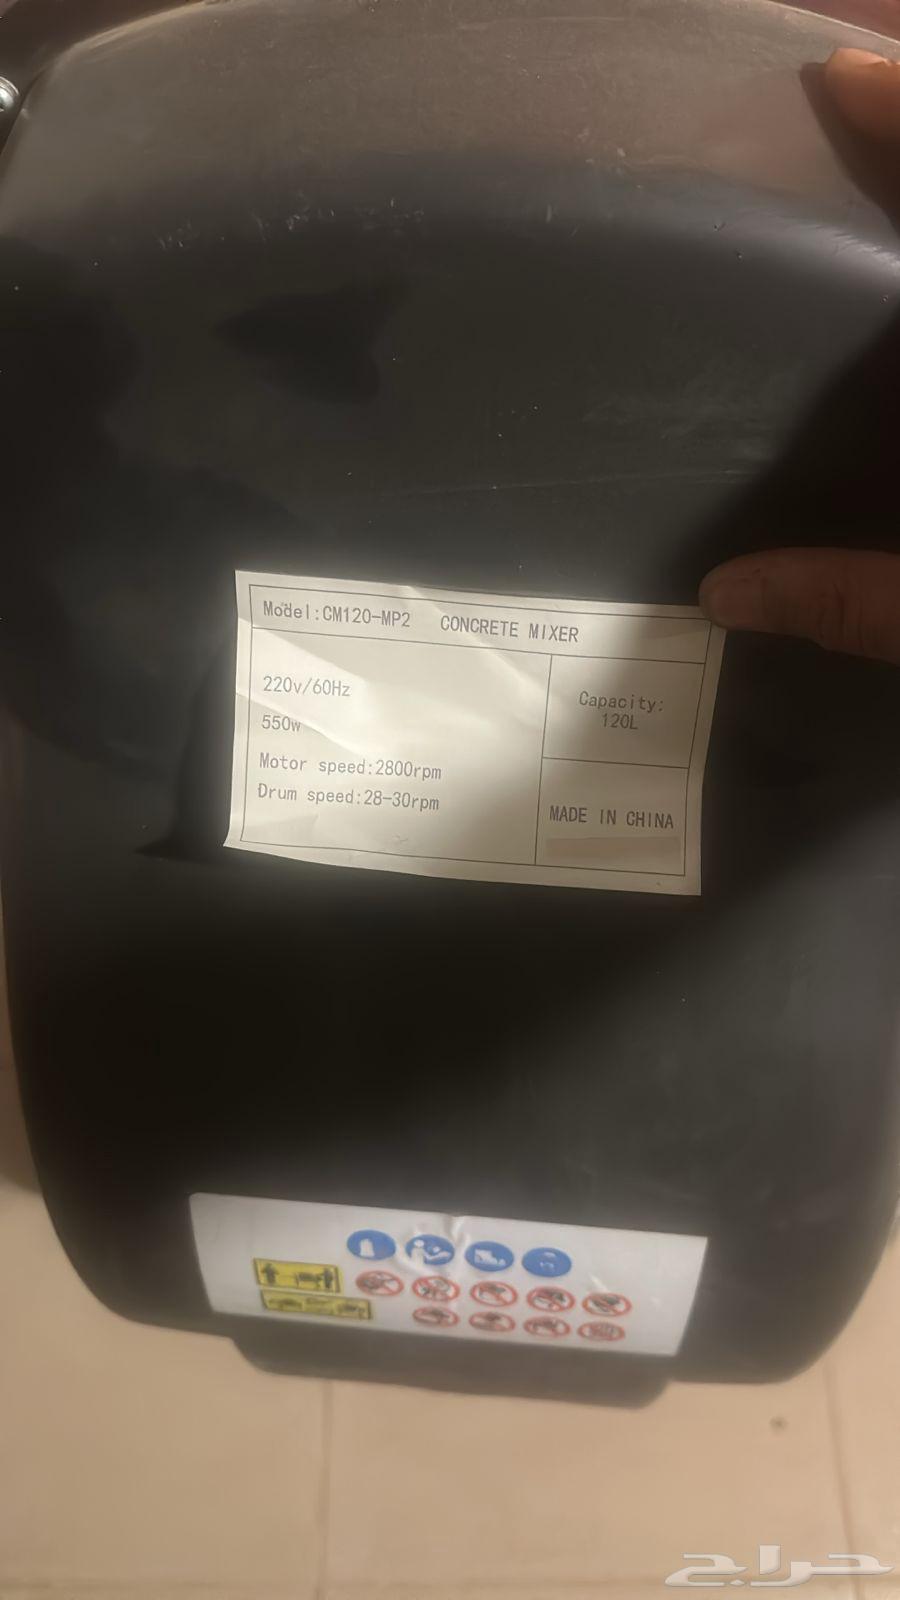 Model:CM120-MP2 CONCRETE MIXER
220v/60Hz
550w
Motor speed:2800rpm
Drum speed:28-30rpm
Capacity:
120L
MADE IN CHINA
حراج